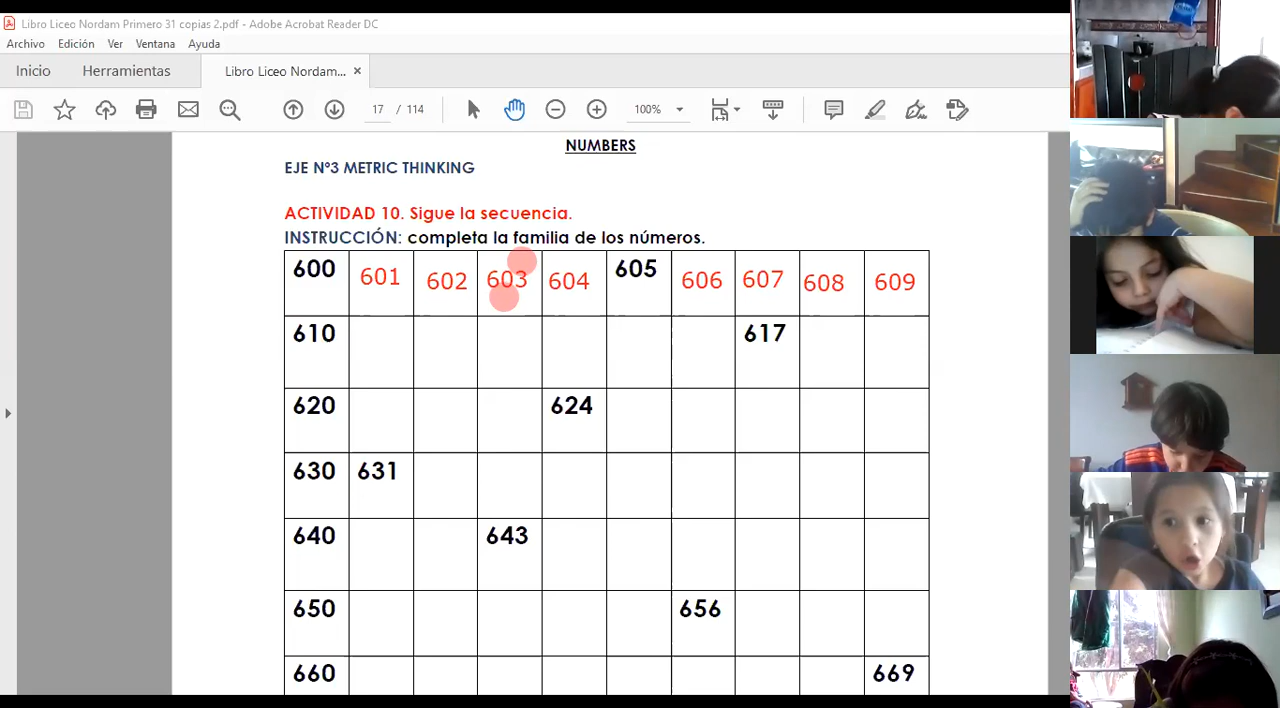 Libro Liceo Nordam Primero 31 copias 2.pdf - Adobe Acrobat Reader DC
Archivo Edición Ver Ventana Ayuda
Inicio Herramientas Libro Liceo Nordam... ×
17 / 114 100%
NUMBERS
EJE Nº3 METRIC THINKING
ACTIVIDAD 10. Sigue la secuencia.
INSTRUCCIÓN: completa la familia de los números.
600 601 602 603 604 605 606 607 608 609
610 617
620 624
630 631
640 643
650 656
660 669